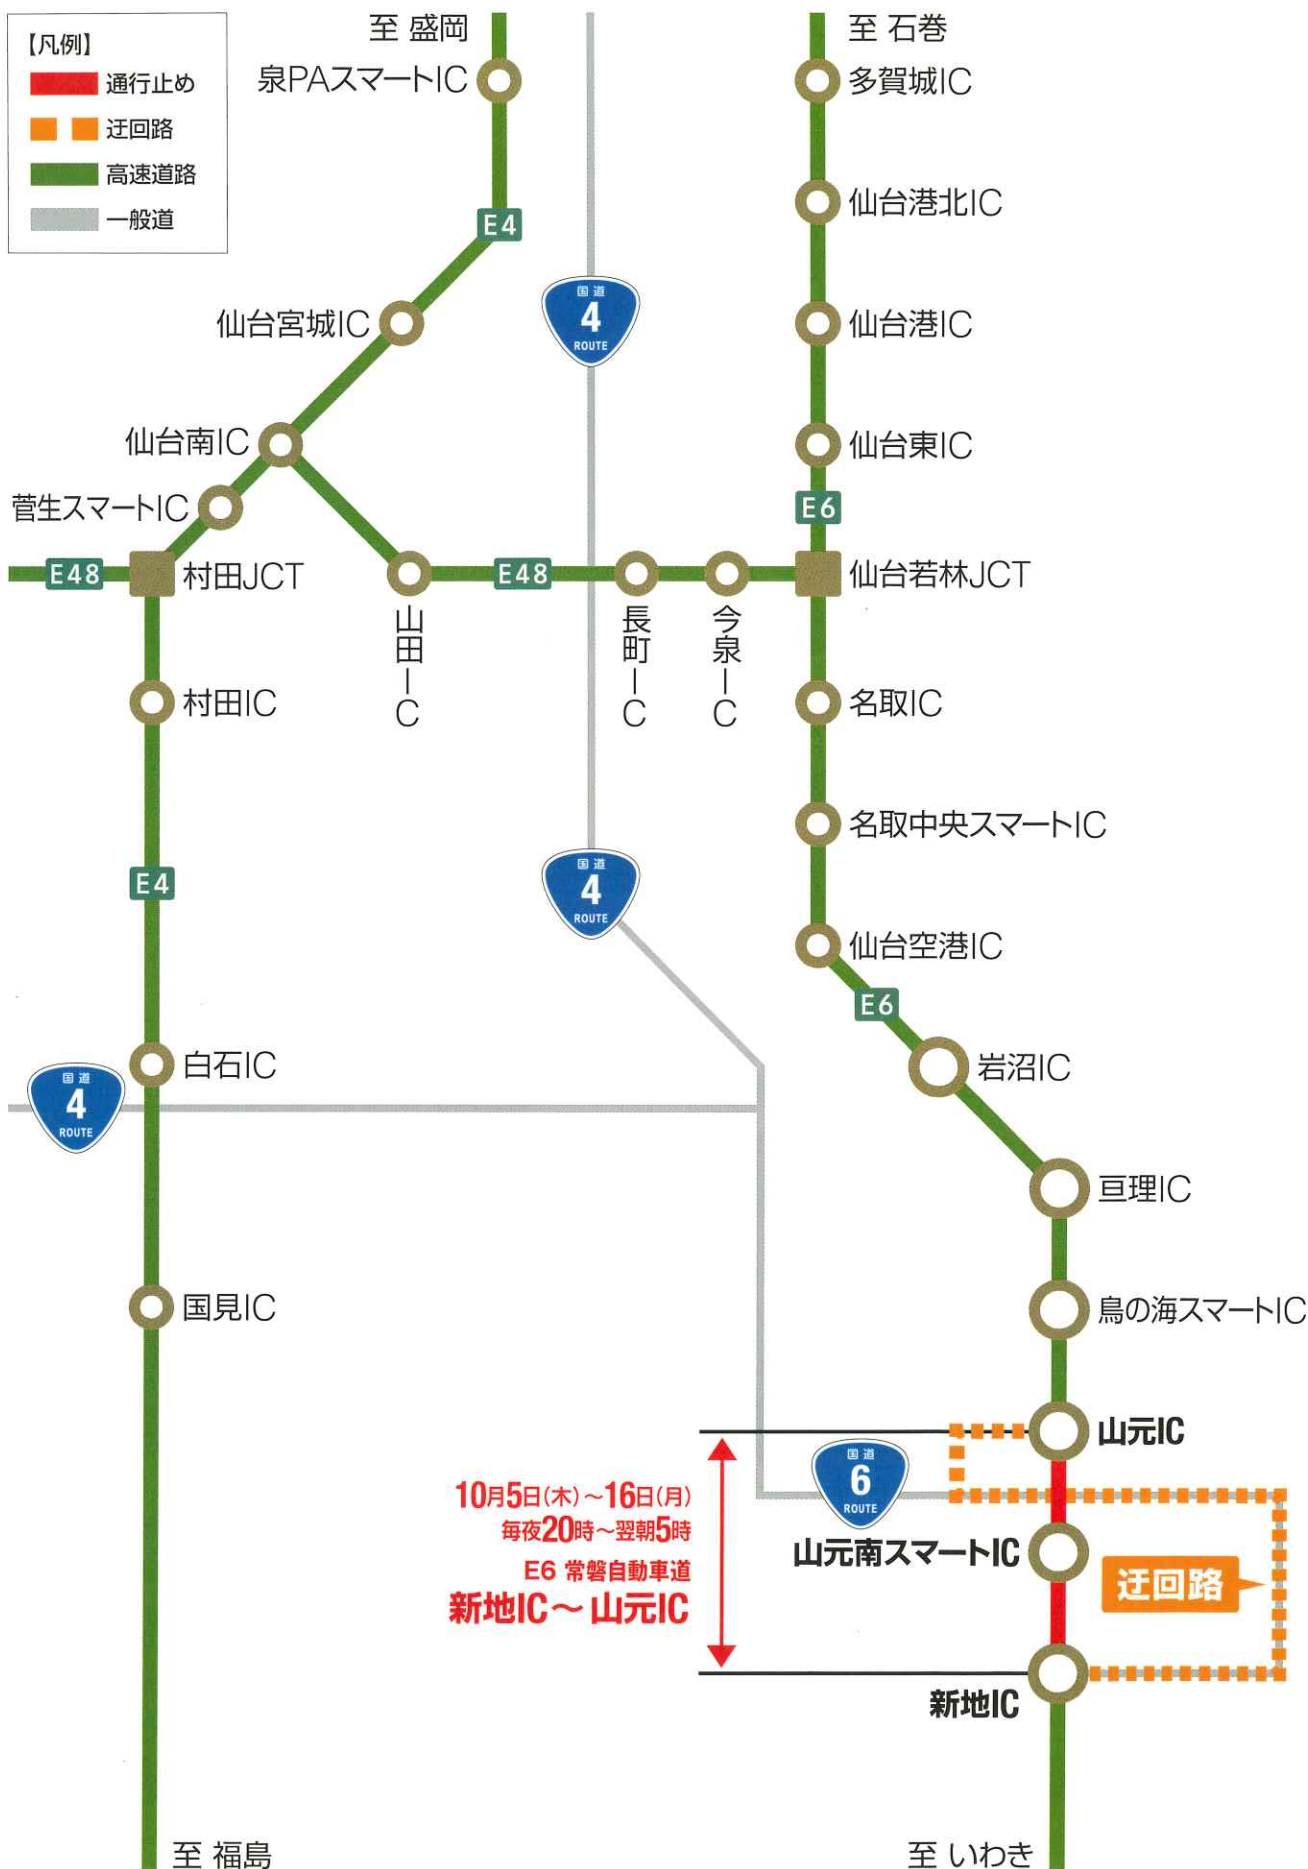 【凡例】
通行止め
迂回路
高速道路
一般道
至 盛岡
泉PAスマートIC
E4
仙台宮城IC
仙台南IC
菅生スマートIC
E48
村田JCT
村田IC
E4
白石IC
国道
4
ROUTE
国見IC
至 福島
国道
4
ROUTE
国道
4
ROUTE
山田IC
E48
長町IC
今泉IC
至 石巻
多賀城IC
仙台港北IC
仙台港IC
仙台東IC
E6
仙台若林JCT
名取IC
名取中央スマートIC
仙台空港IC
E6
岩沼IC
亘理IC
鳥の海スマートIC
山元IC
国道
6
ROUTE
山元南スマートIC
迂回路
新地IC
10月5日(木)～16日(月)
毎夜20時～翌朝5時
E6 常磐自動車道
新地IC～山元IC
至 いわき